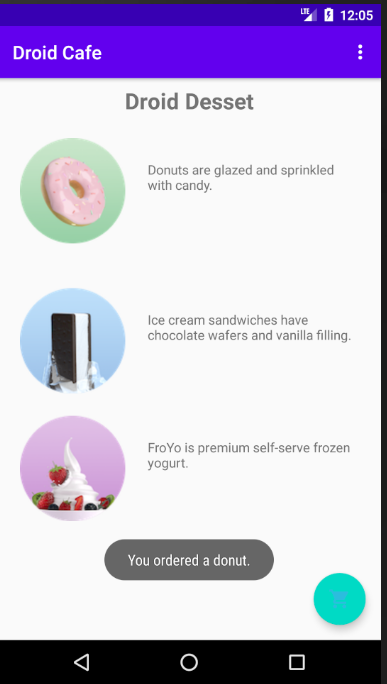 LTE 12:05
Droid Cafe
Droid Desset
Donuts are glazed and sprinkled
with candy.
Ice cream sandwiches have
chocolate wafers and vanilla filling.
FroYo is premium self-serve frozen
yogurt.
You ordered a donut.